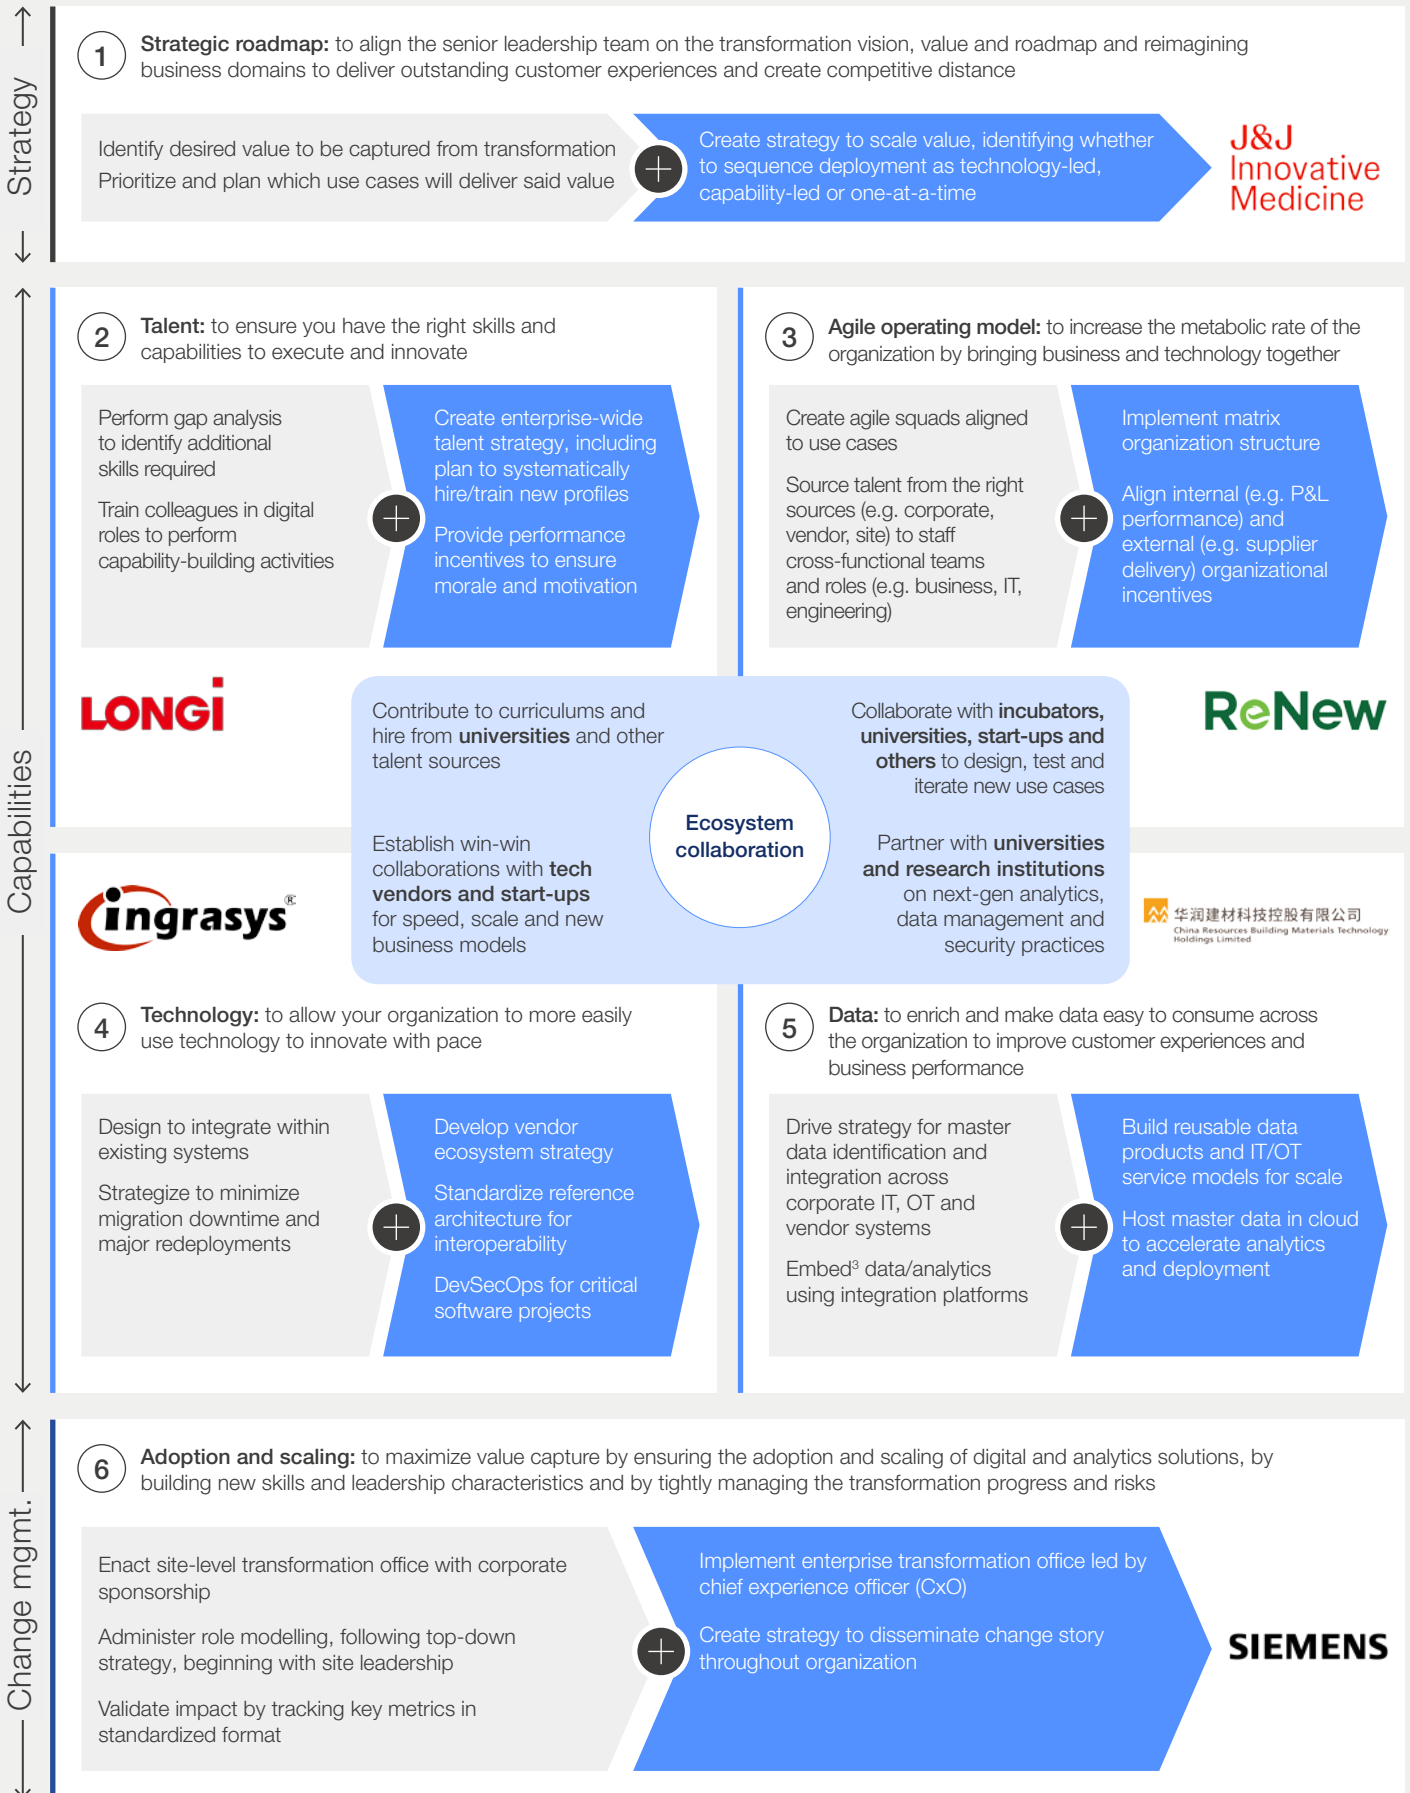 Strategy
1
Strategic roadmap: to align the senior leadership team on the transformation vision, value and roadmap and reimagining
business domains to deliver outstanding customer experiences and create competitive distance
Identify desired value to be captured from transformation
Prioritize and plan which use cases will deliver said value
Create strategy to scale value, identifying whether
to sequence deployment as technology-led,
capability-led or one-at-a-time
J&J
Innovative
Medicine
Capabilities
2
Talent: to ensure you have the right skills and
capabilities to execute and innovate
Perform gap analysis
to identify additional
skills required
Train colleagues in digital
roles to perform
capability-building activities
Create enterprise-wide
talent strategy, including
plan to systematically
hire/train new profiles
Provide performance
incentives to ensure
morale and motivation
LONGi
3
Agile operating model: to increase the metabolic rate of the
organization by bringing business and technology together
Create agile squads aligned
to use cases
Source talent from the right
sources (e.g. corporate,
vendor, site) to staff
cross-functional teams
and roles (e.g. business, IT,
engineering)
Implement matrix
organization structure
Align internal (e.g. P&L
performance) and
external (e.g. supplier
delivery) organizational
incentives
ReNew
Contribute to curriculums and
hire from universities and other
talent sources
Collaborate with incubators,
universities, start-ups and
others to design, test and
iterate new use cases
Ecosystem
collaboration
Establish win-win
collaborations with tech
vendors and start-ups
for speed, scale and new
business models
Partner with universities
and research institutions
on next-gen analytics,
data management and
security practices
ingrasys®
华润建材科技控股有限公司
China Resources Building Materials Technology
Holdings Limited
4
Technology: to allow your organization to more easily
use technology to innovate with pace
Design to integrate within
existing systems
Strategize to minimize
migration downtime and
major redeployments
Develop vendor
ecosystem strategy
Standardize reference
architecture for
interoperability
DevSecOps for critical
software projects
5
Data: to enrich and make data easy to consume across
the organization to improve customer experiences and
business performance
Drive strategy for master
data identification and
integration across
corporate IT, OT and
vendor systems
Embed³ data/analytics
using integration platforms
Build reusable data
products and IT/OT
service models for scale
Host master data in cloud
to accelerate analytics
and deployment
Change mgmt.
6
Adoption and scaling: to maximize value capture by ensuring the adoption and scaling of digital and analytics solutions, by
building new skills and leadership characteristics and by tightly managing the transformation progress and risks
Enact site-level transformation office with corporate
sponsorship
Administer role modelling, following top-down
strategy, beginning with site leadership
Validate impact by tracking key metrics in
standardized format
Implement enterprise transformation office led by
chief experience officer (CxO)
Create strategy to disseminate change story
throughout organization
SIEMENS